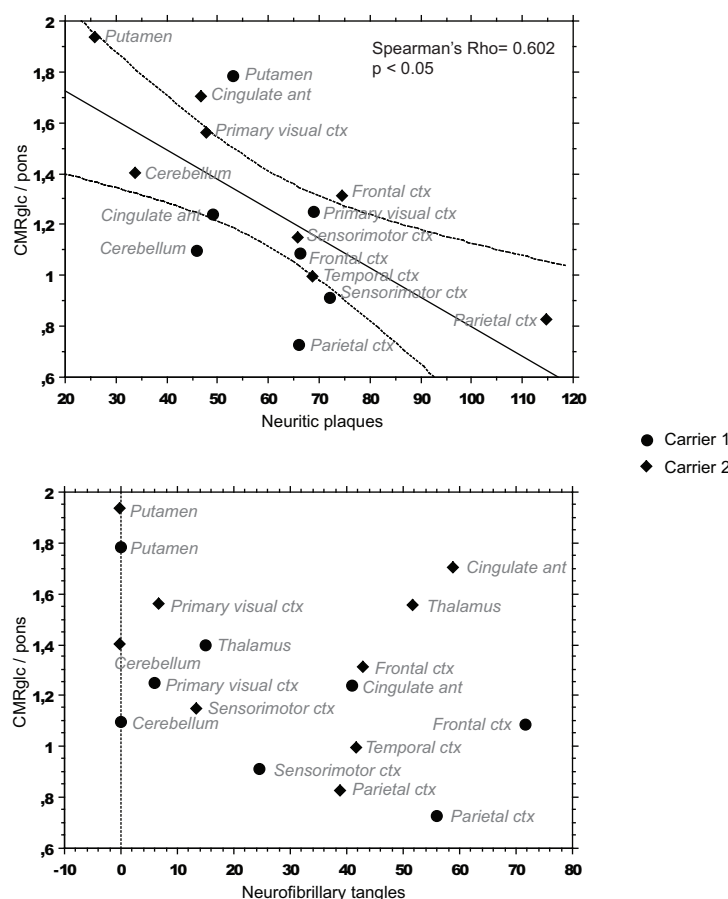 2
1,8
1,6
1,4
1,2
1
,8
,6
CMRglc / pons
Spearman's Rho= 0.602
p < 0.05
Putamen
Putamen
Cingulate ant
Primary visual ctx
Cerebellum
Frontal ctx
Cingulate ant
Primary visual ctx
Sensorimotor ctx
Cerebellum
Frontal ctx
Temporal ctx
Sensorimotor ctx
Parietal ctx
Parietal ctx
20 30 40 50 60 70 80 90 100 110 120
Neuritic plaques
Carrier 1
Carrier 2
2
1,8
1,6
1,4
1,2
1
,8
,6
CMRglc / pons
Putamen
Putamen
Cingulate ant
Primary visual ctx
Thalamus
Thalamus
Cerebellum
Frontal ctx
Primary visual ctx
Cingulate ant
Sensorimotor ctx
Cerebellum
Frontal ctx
Temporal ctx
Sensorimotor ctx
Parietal ctx
Parietal ctx
-10 0 10 20 30 40 50 60 70 80
Neurofibrillary tangles